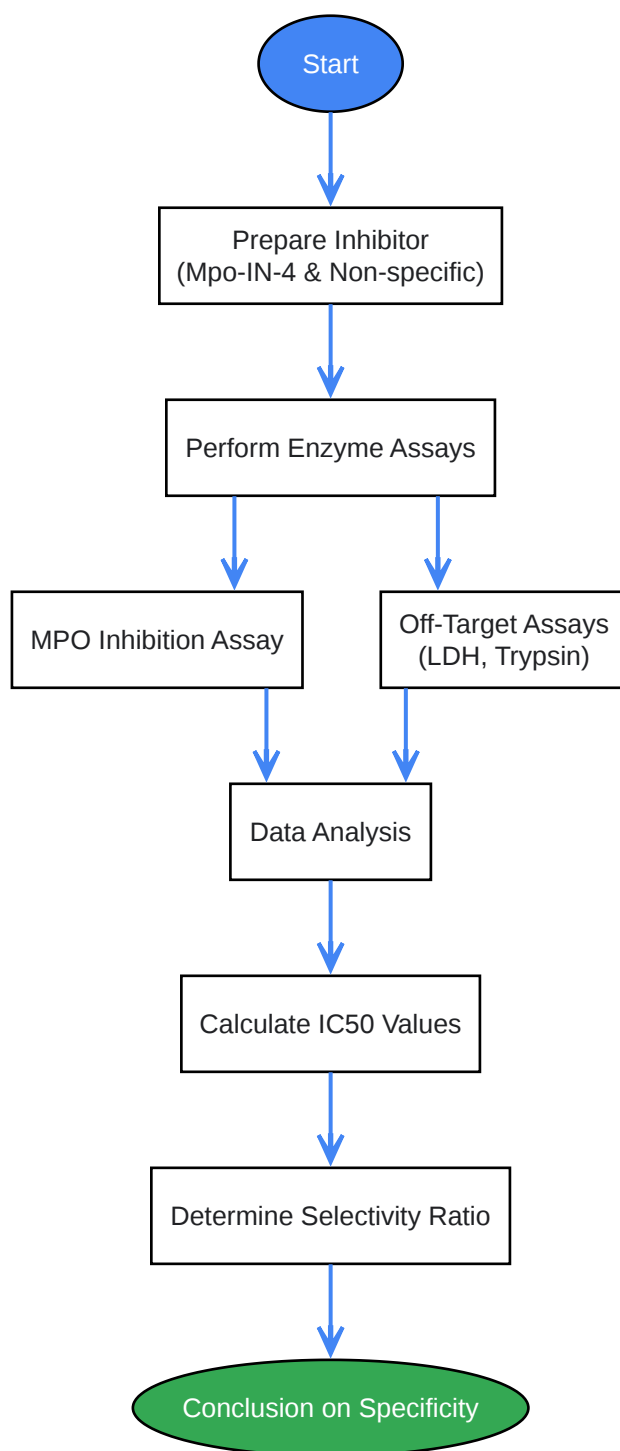 Start
Prepare Inhibitor
(Mpo-IN-4 & Non-specific)
Perform Enzyme Assays
MPO Inhibition Assay
Off-Target Assays
(LDH, Trypsin)
Data Analysis
Calculate IC50 Values
Determine Selectivity Ratio
Conclusion on Specificity